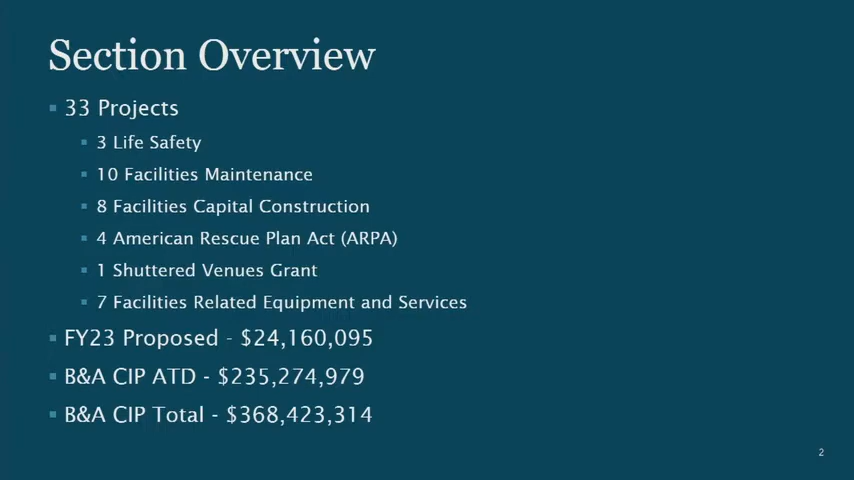 Section Overview
33 Projects
3 Life Safety
10 Facilities Maintenance
8 Facilities Capital Construction
4 American Rescue Plan Act (ARPA)
1 Shuttered Venues Grant
7 Facilities Related Equipment and Services
FY23 Proposed - $24,160,095
B&A CIP ATD - $235,274,979
B&A CIP Total - $368,423,314
2